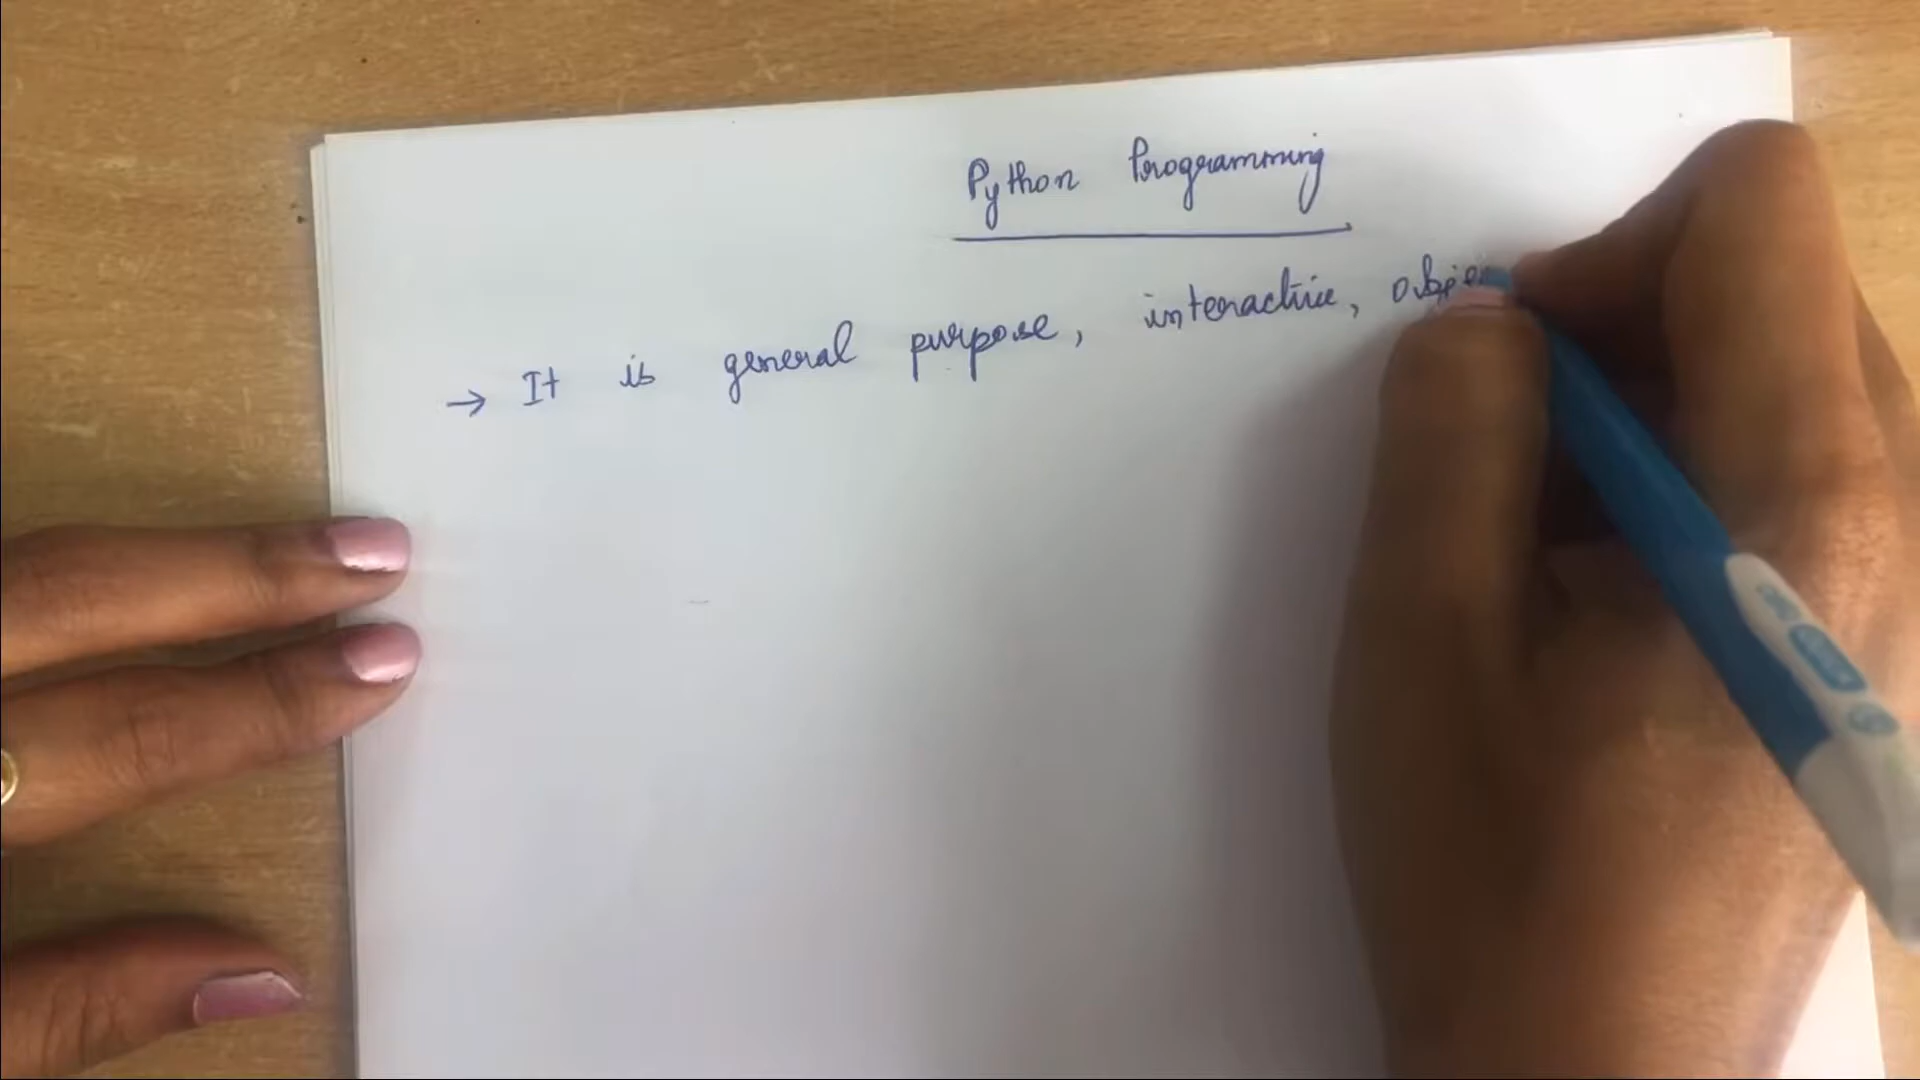 Python Programming
→ It is general purpose, interactive,